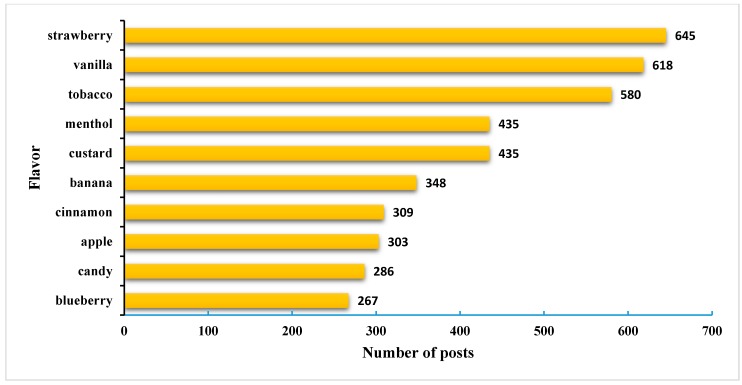 strawberry 645
vanilla 618
tobacco 580
menthol 435
custard 435
banana 348
cinnamon 309
apple 303
candy 286
blueberry 267
Flavor
0 100 200 300 400 500 600 700
Number of posts